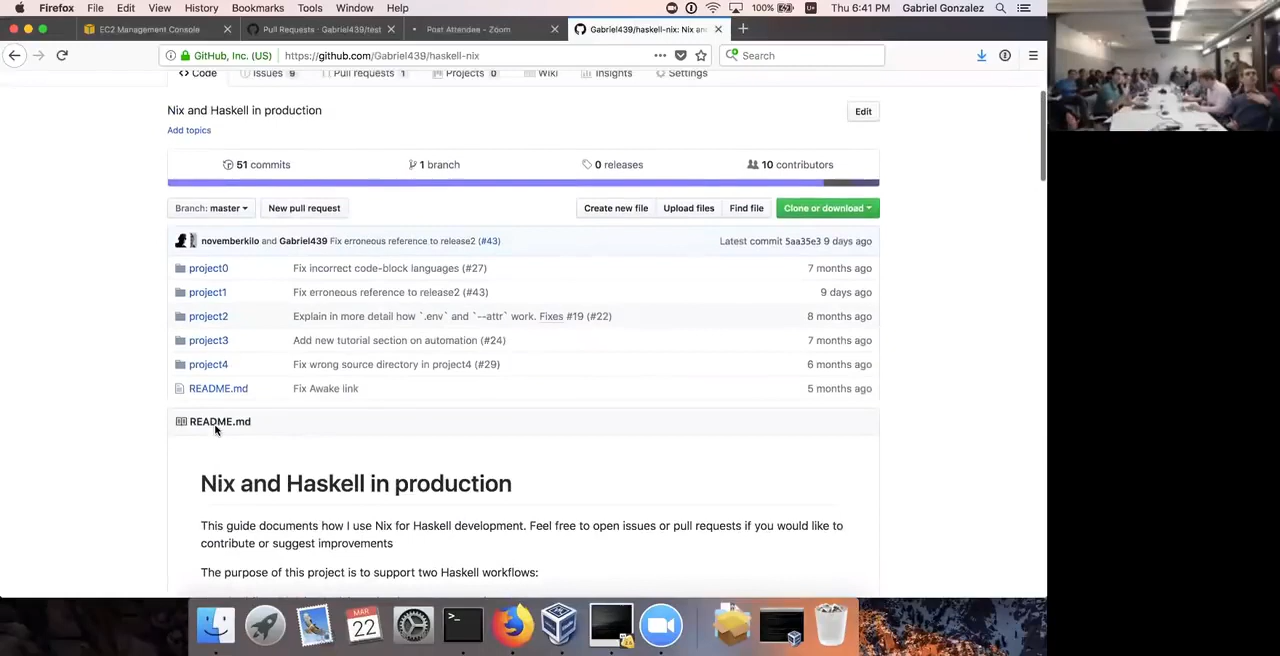 Firefox File Edit View History Bookmarks Tools Window Help 100% Thu 6:41 PM Gabriel Gonzalez
EC2 Management Console Pull Requests · Gabriel439/test Post Attendee - Zoom Gabriel439/haskell-nix: Nix and
GitHub, Inc. (US) https://github.com/Gabriel439/haskell-nix Search
Code Issues 9 Pull requests 1 Projects 0 Wiki Insights Settings
Nix and Haskell in production Edit
Add topics
51 commits 1 branch 0 releases 10 contributors
Branch: master New pull request Create new file Upload files Find file Clone or download
novemberkilo and Gabriel439 Fix erroneous reference to release2 (#43) Latest commit 5aa35e3 9 days ago
project0 Fix incorrect code-block languages (#27) 7 months ago
project1 Fix erroneous reference to release2 (#43) 9 days ago
project2 Explain in more detail how `.env` and `--attr` work. Fixes #19 (#22) 8 months ago
project3 Add new tutorial section on automation (#24) 7 months ago
project4 Fix wrong source directory in project4 (#29) 6 months ago
README.md Fix Awake link 5 months ago
README.md
Nix and Haskell in production
This guide documents how I use Nix for Haskell development. Feel free to open issues or pull requests if you would like to
contribute or suggest improvements
The purpose of this project is to support two Haskell workflows:
MAR
22